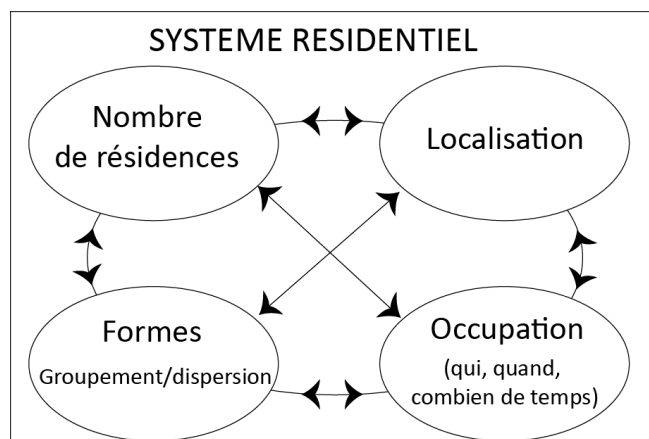 SYSTEME RESIDENTIEL
Nombre
de résidences
Localisation
Formes
Groupement/dispersion
Occupation
(qui, quand,
combien de temps)